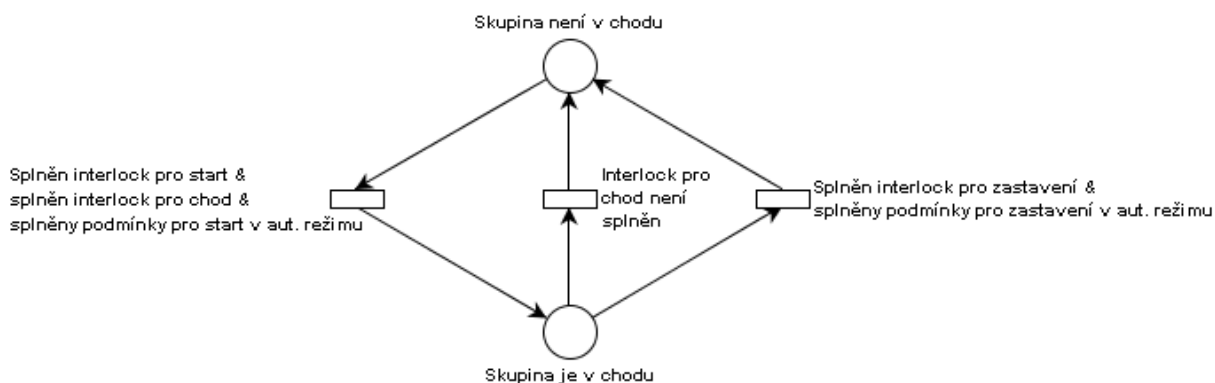 Skupina není v chodu
Splněn interlock pro start &
splněn interlock pro chod &
splněny podmínky pro start v aut. režimu
Interlock pro
chod není
splněn
Splněn interlock pro zastavení &
splněny podmínky pro zastavení v aut. režimu
Skupina je v chodu